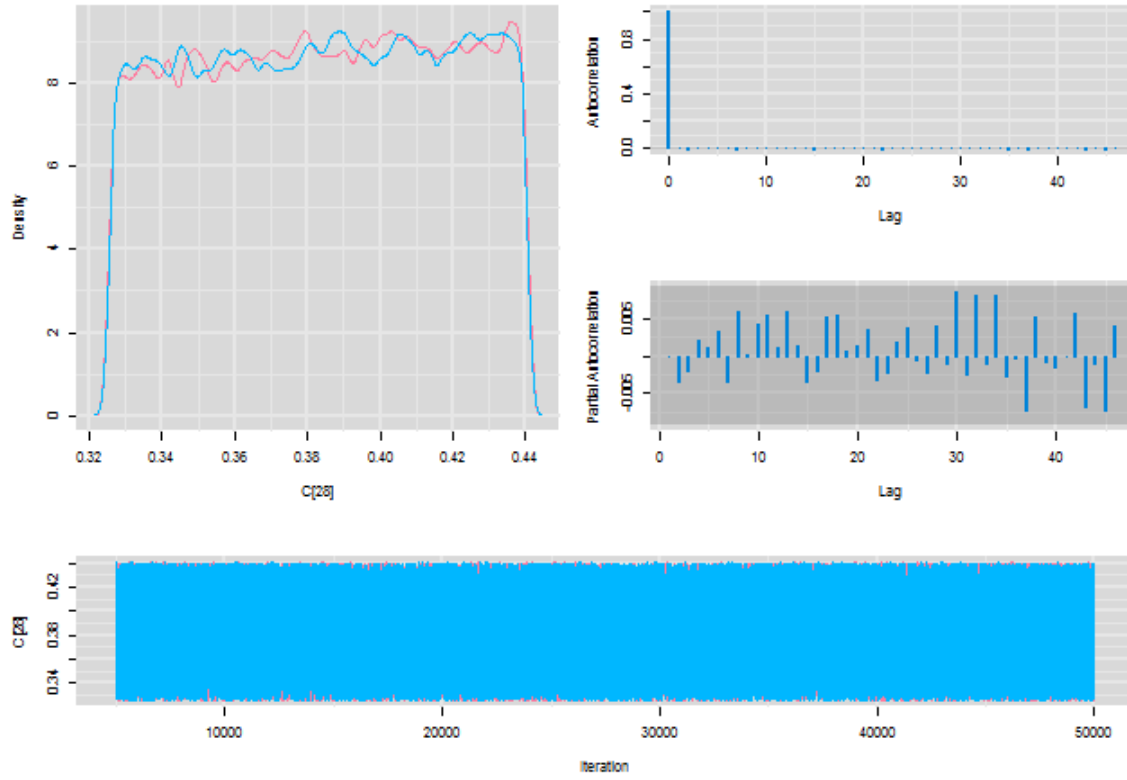 Density
8
6
4
2
0
0.32 0.34 0.36 0.38 0.40 0.42 0.44
C[28]
Autocorrelation
0.8
0.4
0.0
0 10 20 30 40
Lag
Partial Autocorrelation
0.005
-0.005
0 10 20 30 40
Lag
C[28]
0.42
0.38
0.34
10000 20000 30000 40000 50000
Iteration